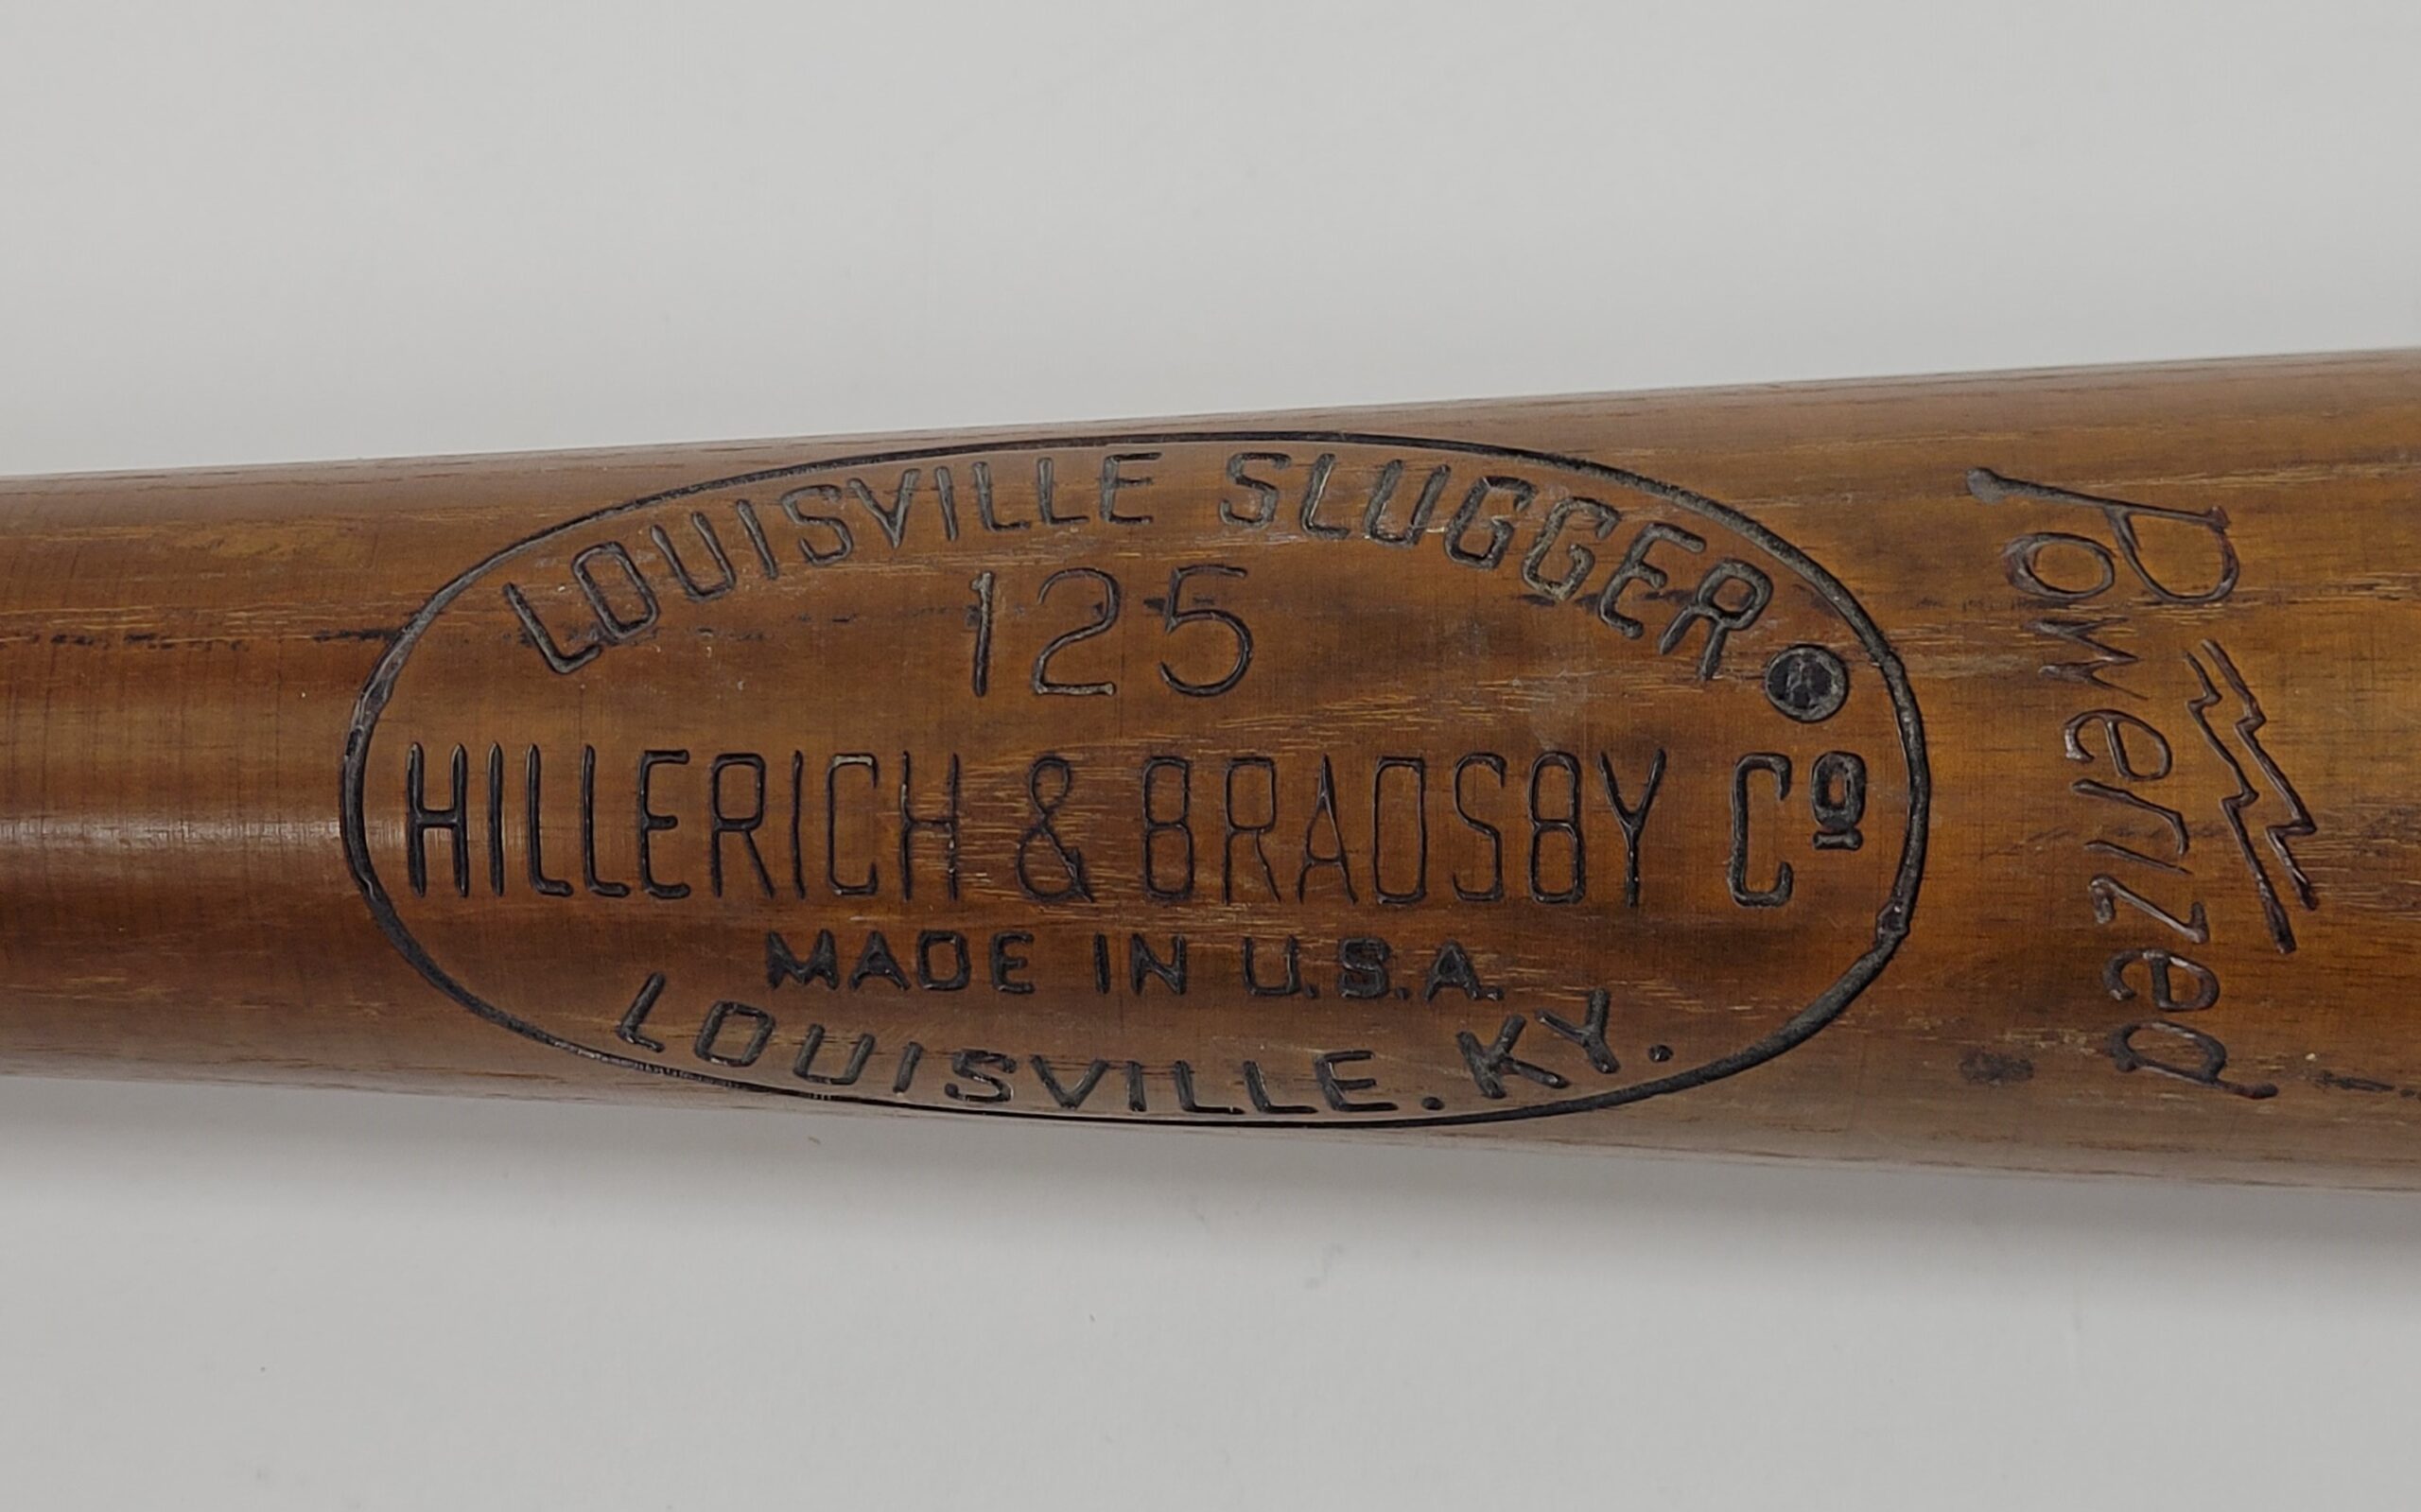 LOUISVILLE SLUGGER®
125
HILLERICH & BRADSBY Cº
MADE IN U.S.A.
LOUISVILLE. KY.
Powerized